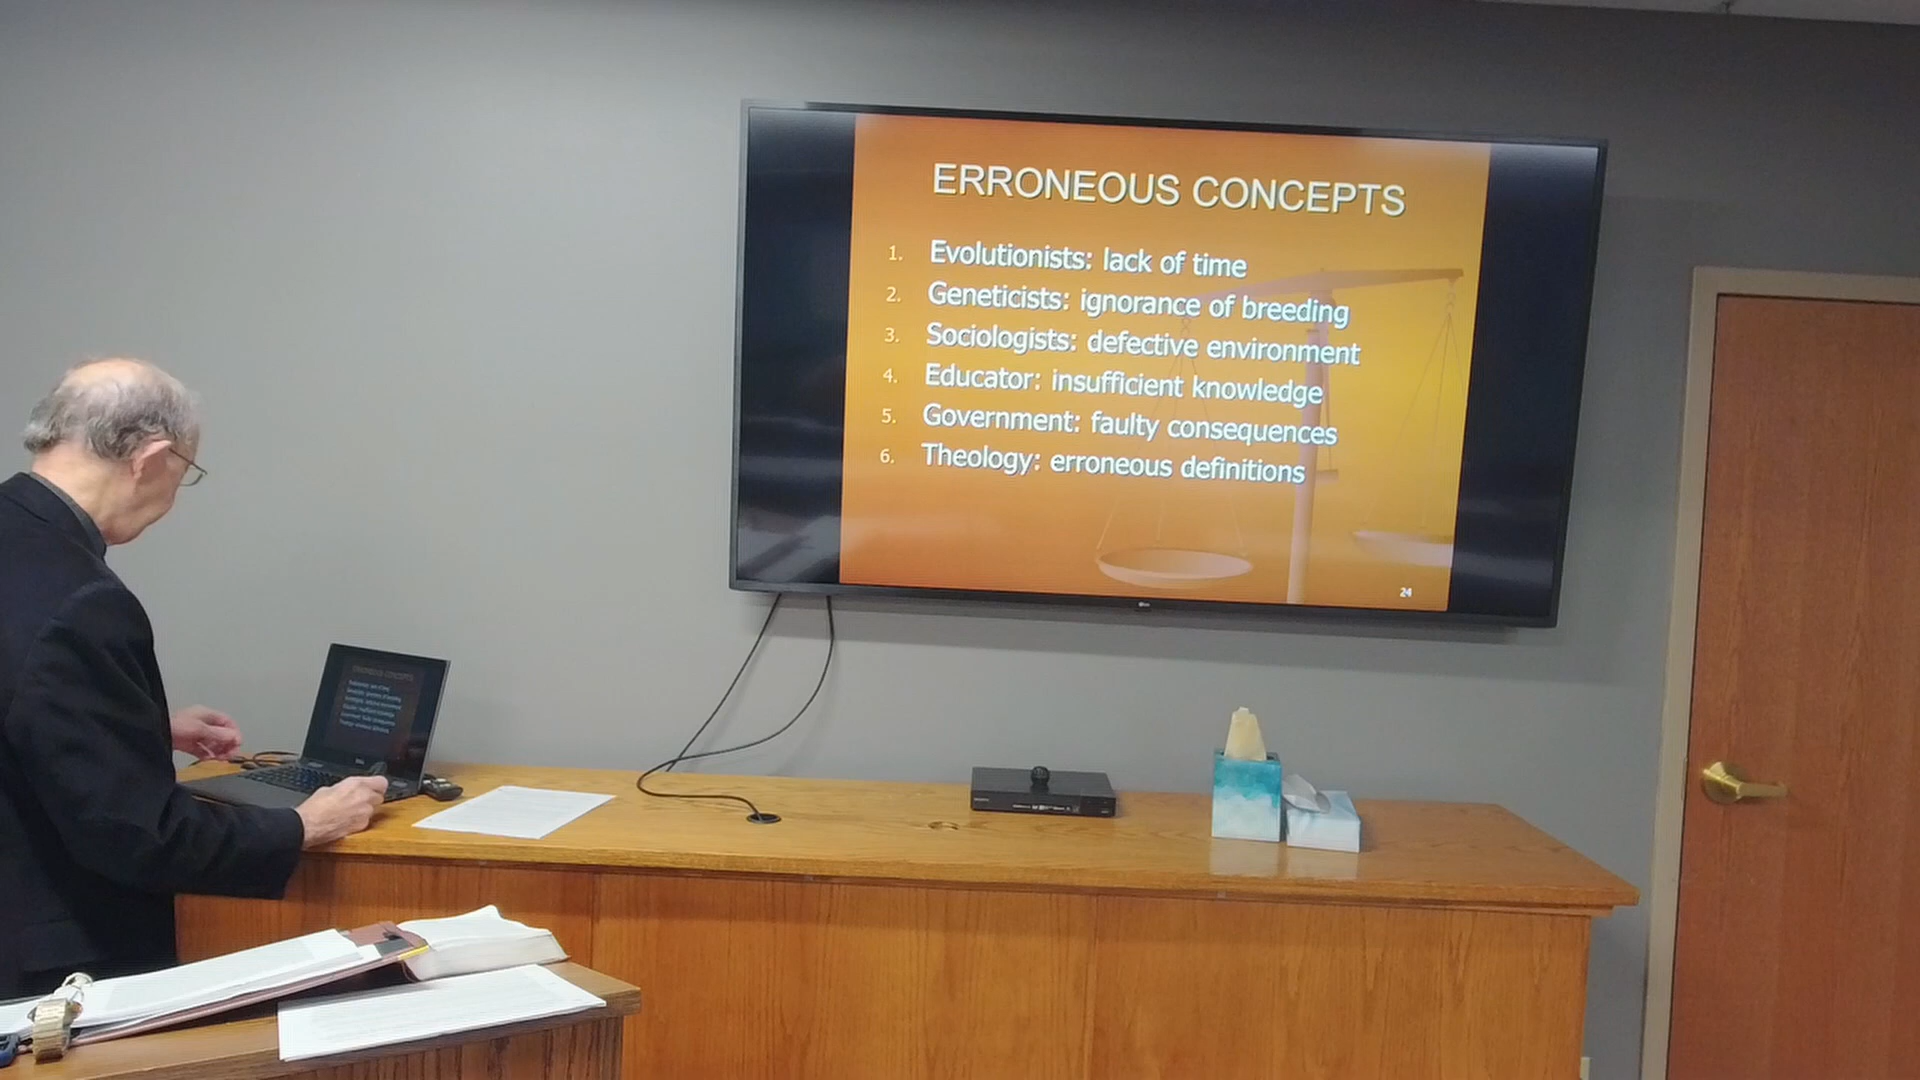 ERRONEOUS CONCEPTS
1. Evolutionists: lack of time
2. Geneticists: ignorance of breeding
3. Sociologists: defective environment
4. Educator: insufficient knowledge
5. Government: faulty consequences
6. Theology: erroneous definitions
24